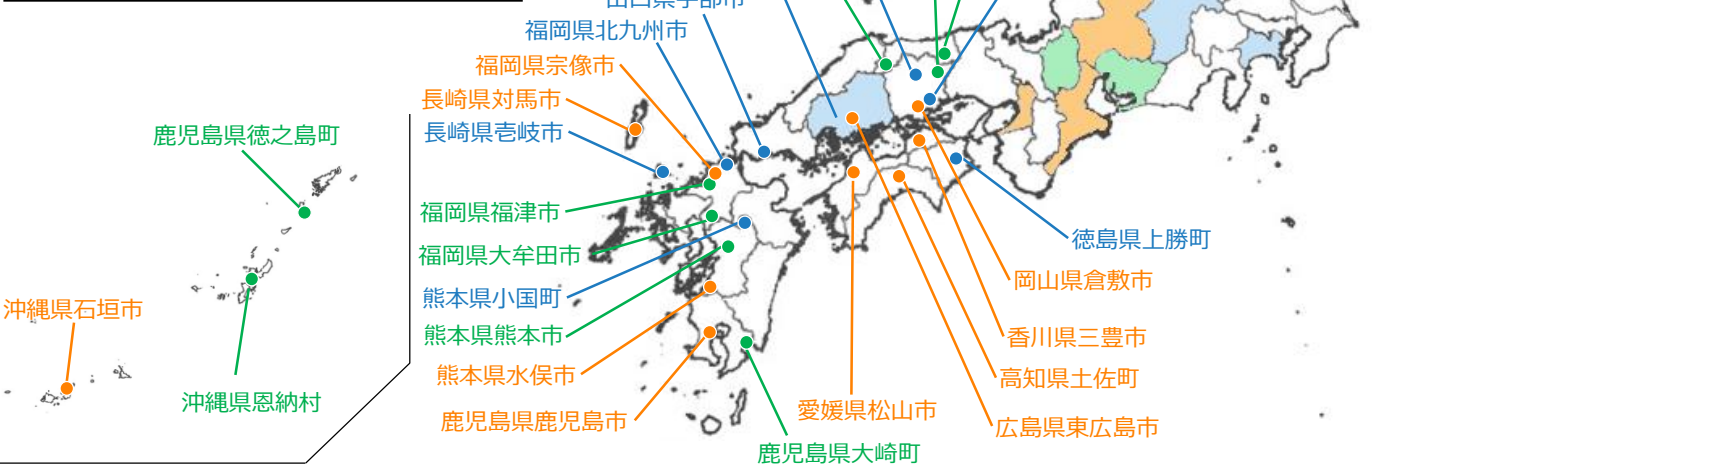 山口県宇部市
福岡県北九州市
福岡県宗像市
長崎県対馬市
長崎県壱岐市
鹿児島県徳之島町
福岡県福津市
福岡県大牟田市
熊本県小国町
熊本県熊本市
熊本県水俣市
鹿児島県鹿児島市
沖縄県石垣市
沖縄県恩納村
徳島県上勝町
岡山県倉敷市
香川県三豊市
高知県土佐町
広島県東広島市
愛媛県松山市
鹿児島県大崎町